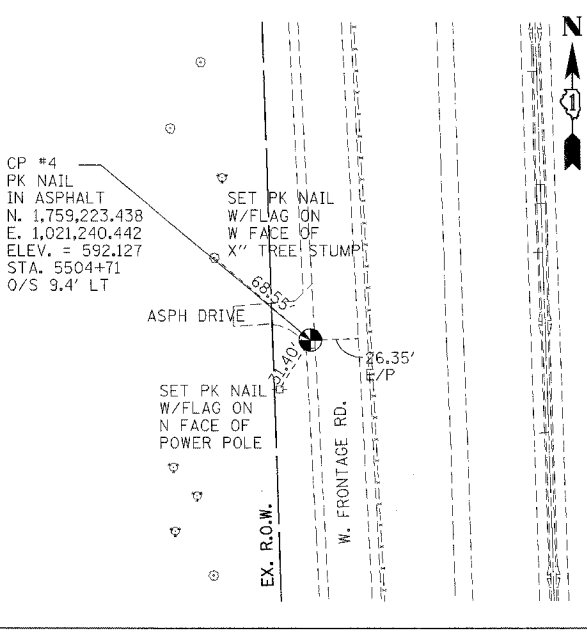 N
1
CP #4
PK NAIL
IN ASPHALT
N. 1,759,223.438
E. 1,021,240.442
ELEV. = 592.127
STA. 5504+71
O/S 9.4' LT
SET PK NAIL
W/FLAG ON
W FACE OF
X" TREE STUMP
68.55'
ASPH DRIVE
31.40'
26.35'
E/P
SET PK NAIL
W/FLAG ON
N FACE OF
POWER POLE
W. FRONTAGE RD.
EX. R.O.W.